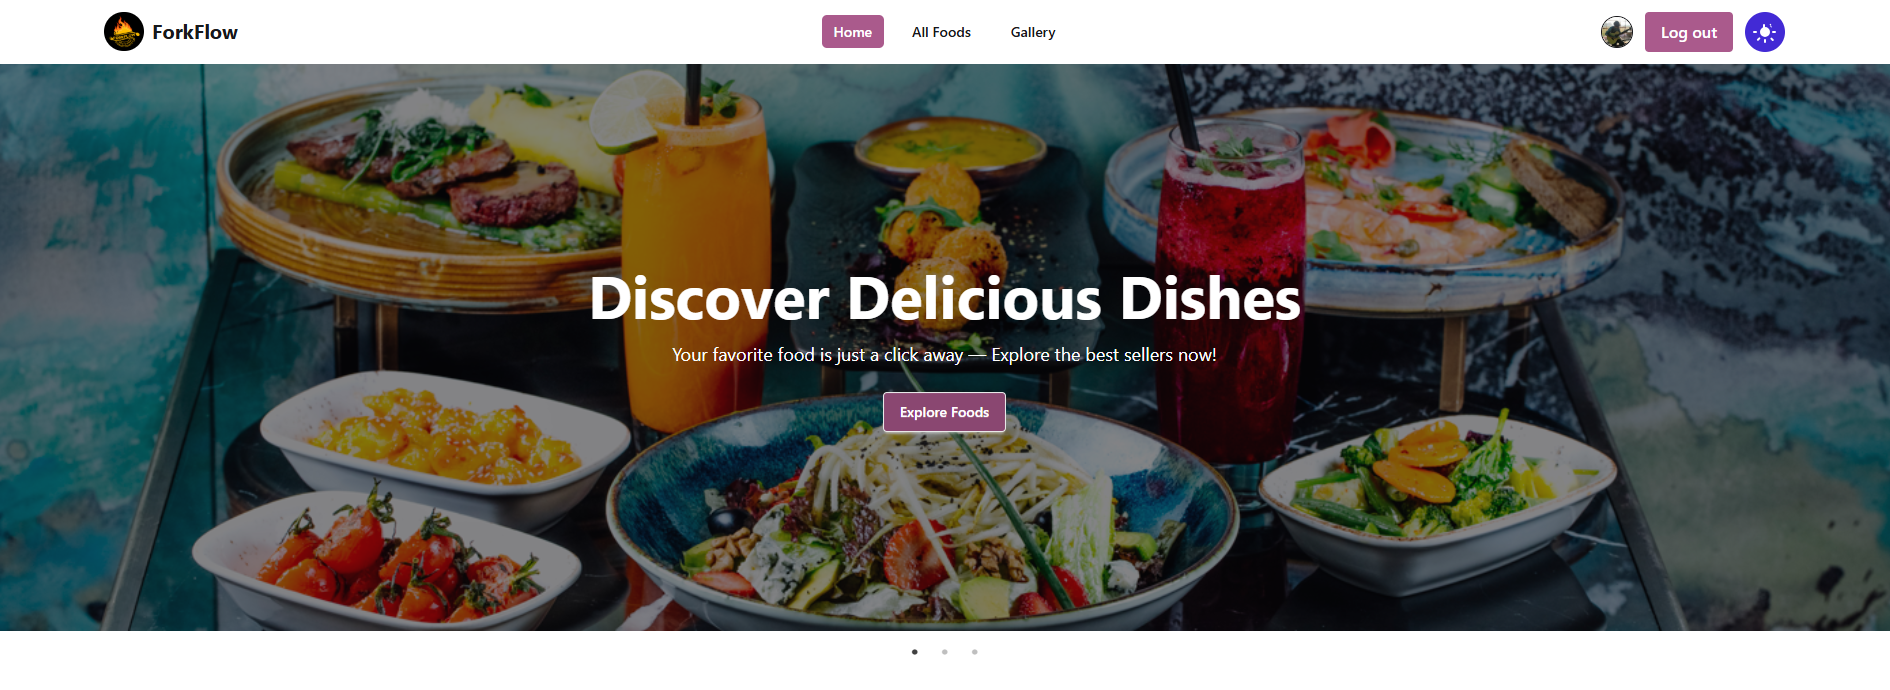 ForkFlow
Home
All Foods
Gallery
Log out
Discover Delicious Dishes
Your favorite food is just a click away — Explore the best sellers now!
Explore Foods